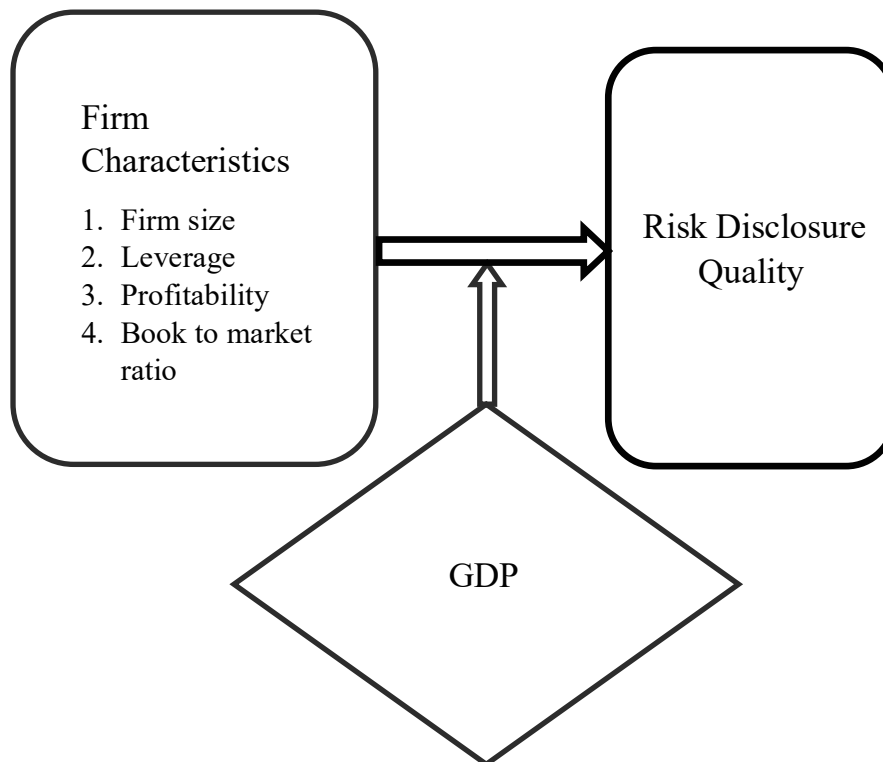 Firm
Characteristics
1. Firm size
2. Leverage
3. Profitability
4. Book to market
ratio
Risk Disclosure
Quality
GDP